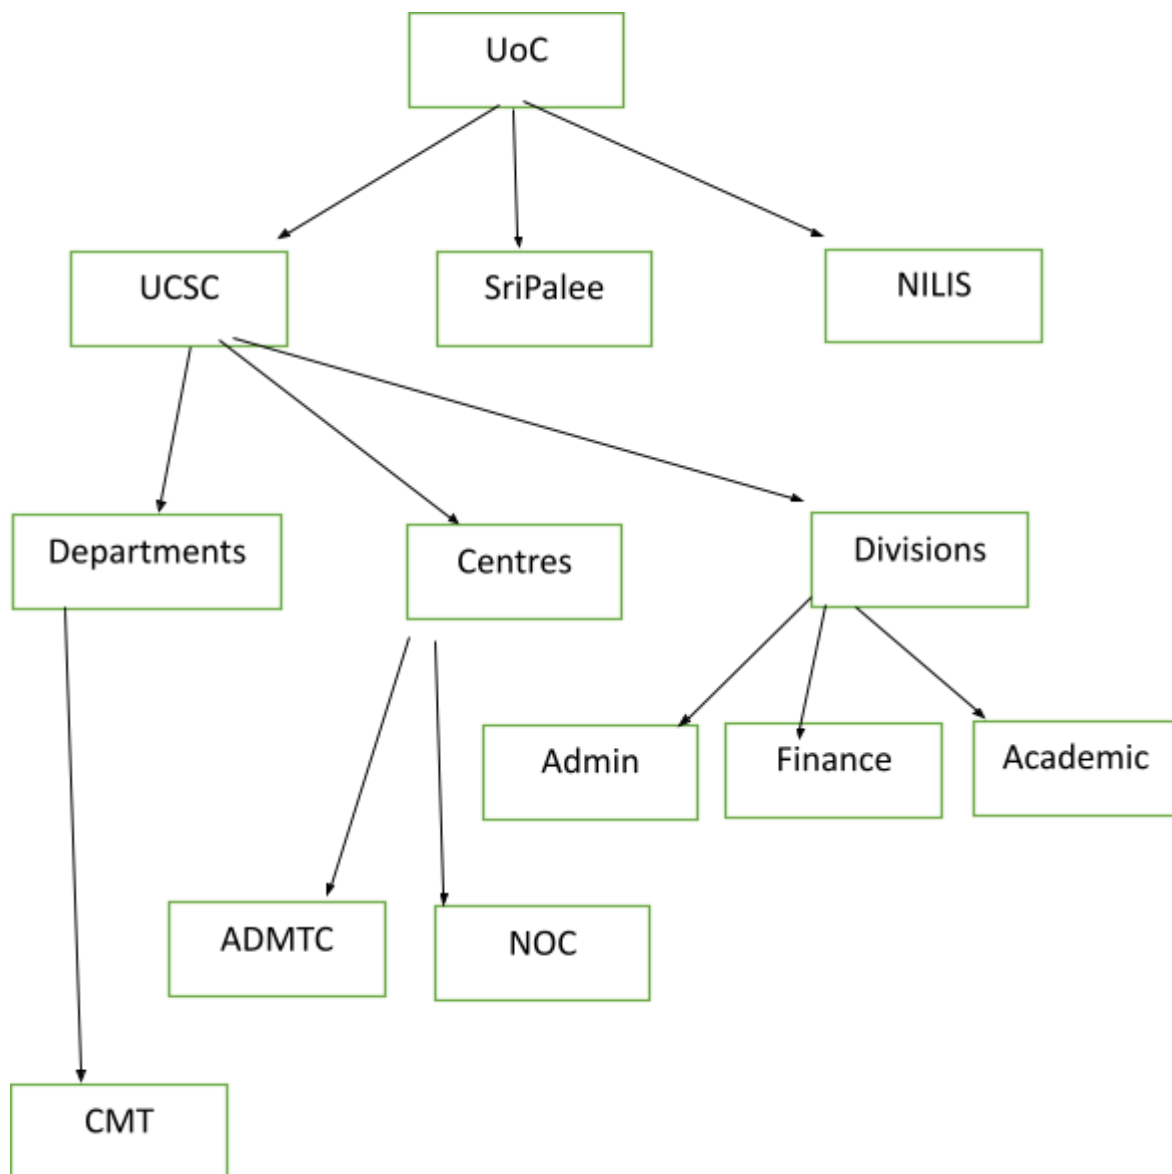 UoC
UCSC
SriPalee
NILIS
Departments
Centres
Divisions
Admin
Finance
Academic
ADMTC
NOC
CMT